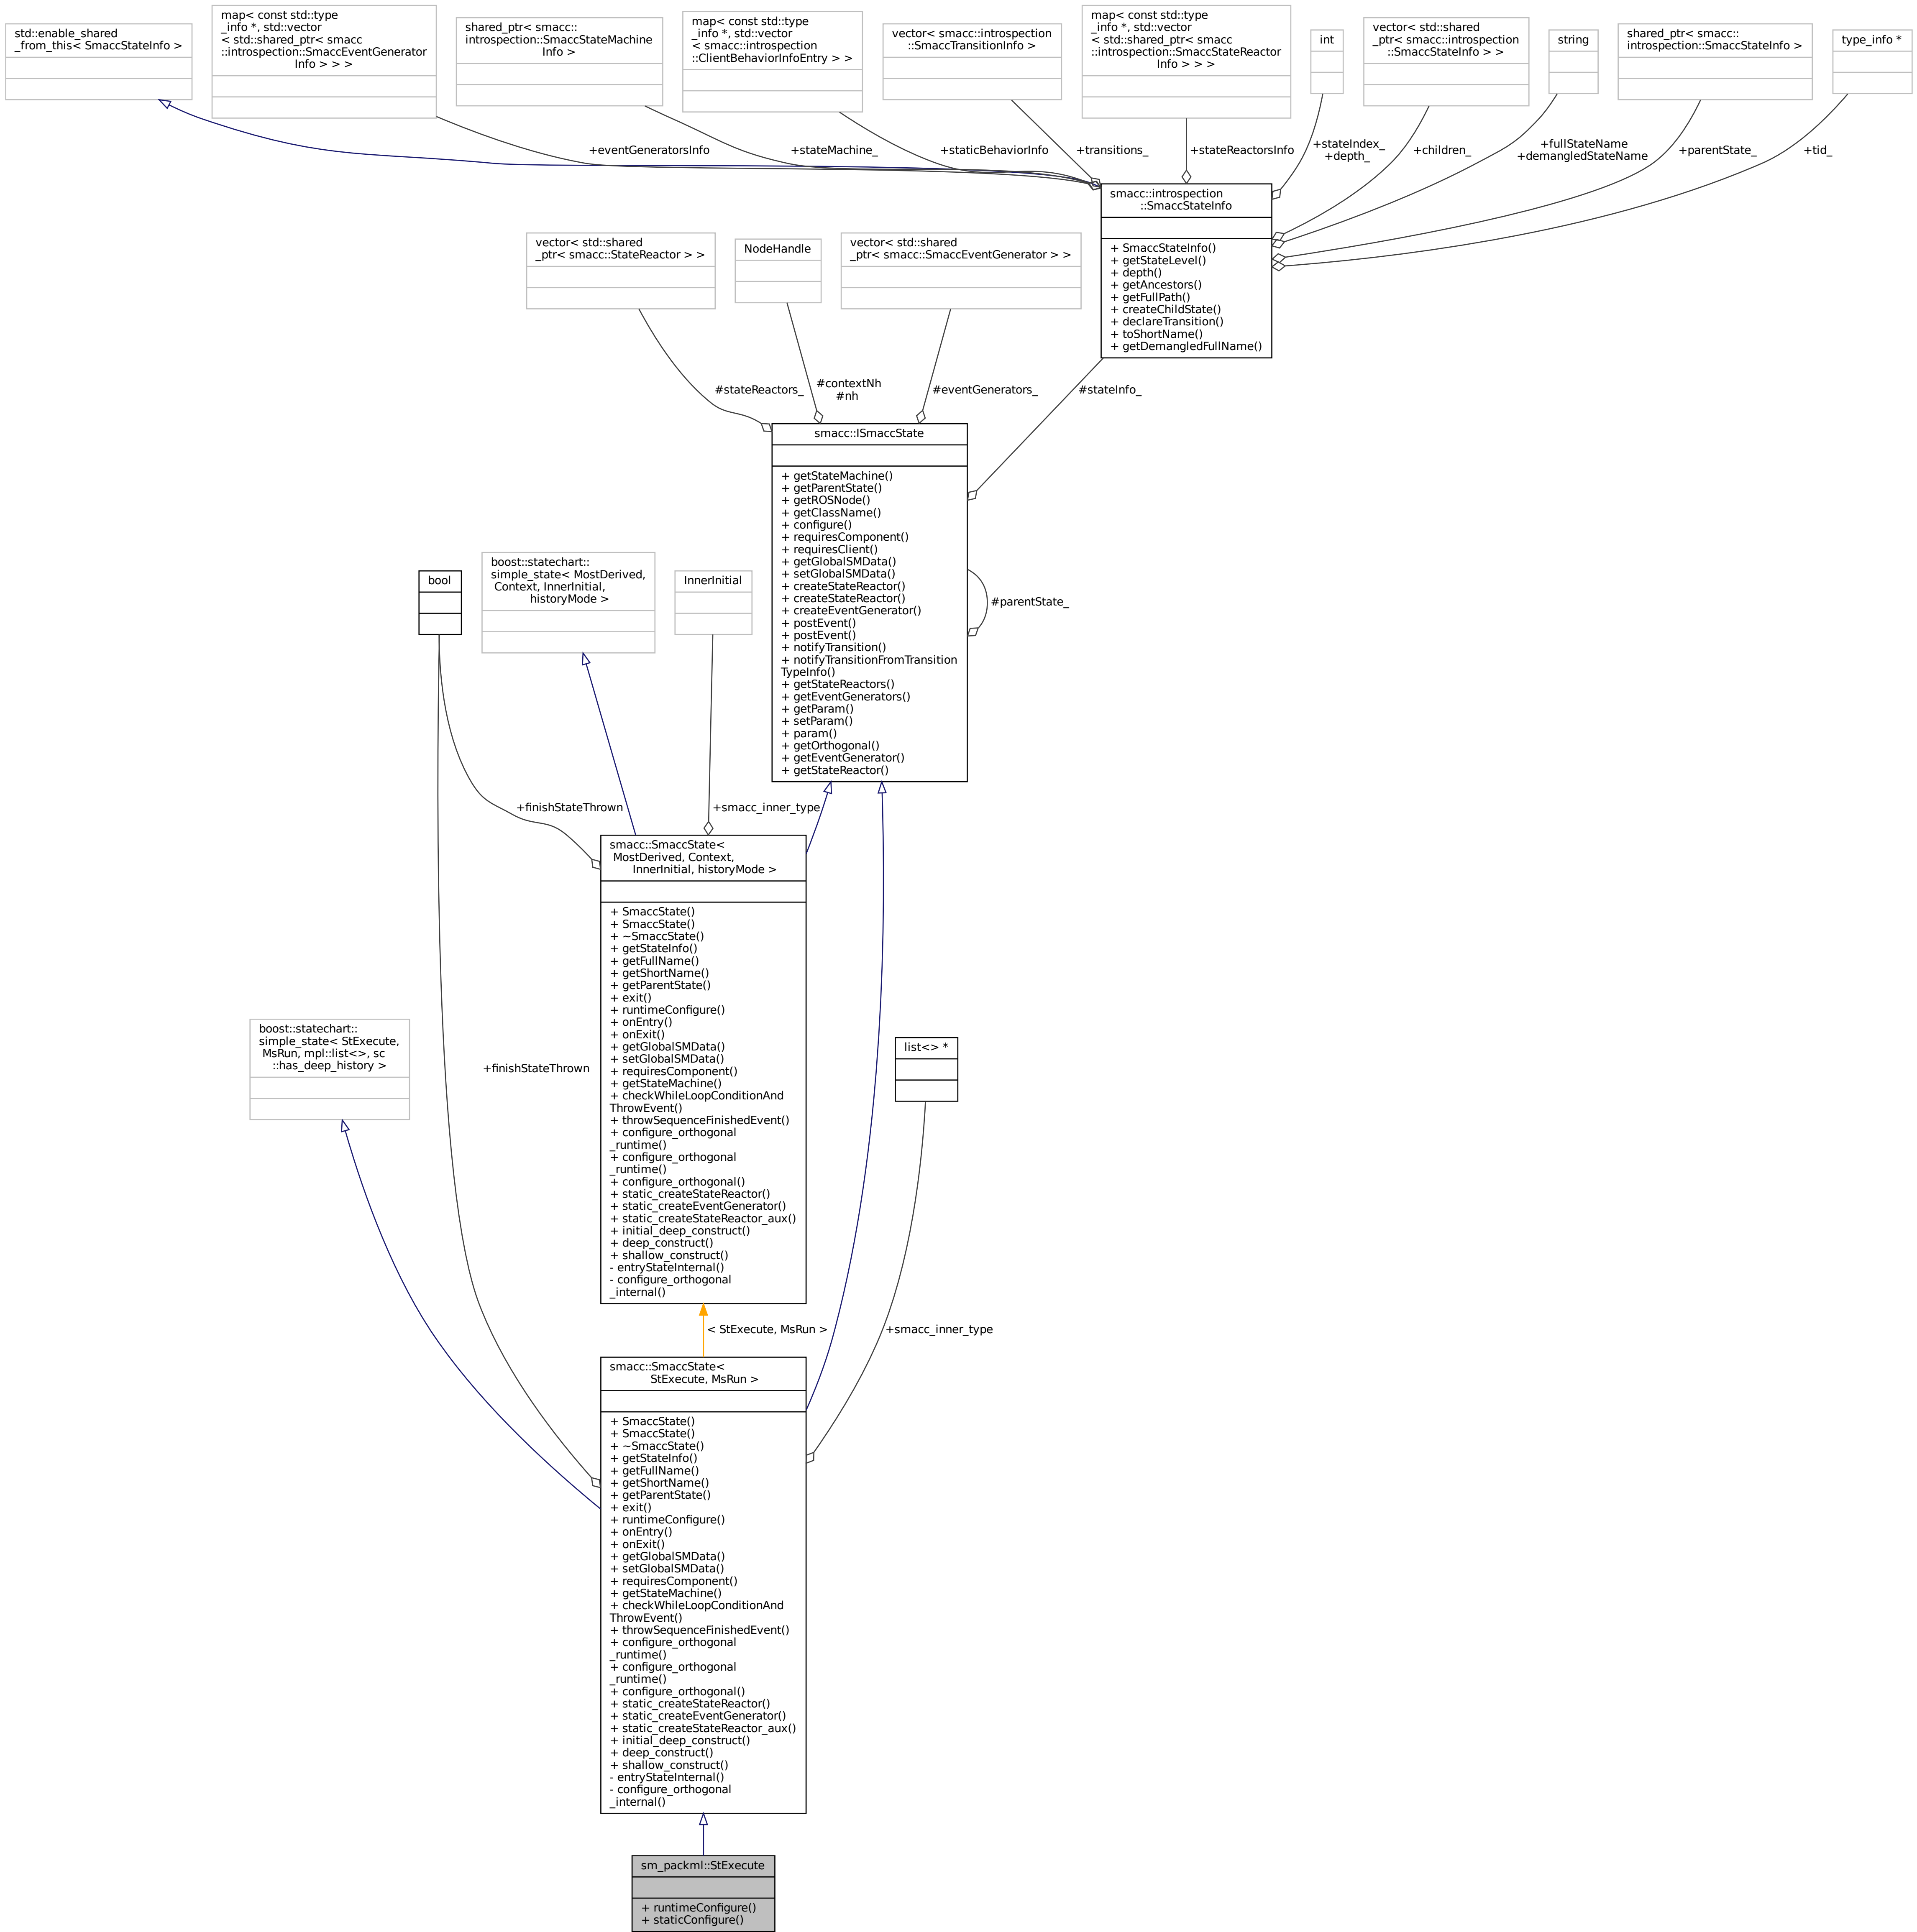 std::enable_shared
_from_this< SmaccStateInfo >
map< const std::type
_info *, std::vector
< std::shared_ptr< smacc
::introspection::SmaccEventGenerator
Info > > >
shared_ptr< smacc::
introspection::SmaccStateMachine
Info >
map< const std::type
_info *, std::vector
< smacc::introspection
::ClientBehaviorInfoEntry > >
vector< smacc::introspection
::SmaccTransitionInfo >
map< const std::type
_info *, std::vector
< std::shared_ptr< smacc
::introspection::SmaccStateReactor
Info > > >
int
vector< std::shared
_ptr< smacc::introspection
::SmaccStateInfo > >
string
shared_ptr< smacc::
introspection::SmaccStateInfo >
type_info *
+eventGeneratorsInfo
+stateMachine_
+staticBehaviorInfo
+transitions_
+stateReactorsInfo
+stateIndex_
+depth_
+children_
+fullStateName
+demangledStateName
+parentState_
+tid_
smacc::introspection
::SmaccStateInfo
+ SmaccStateInfo()
+ getStateLevel()
+ depth()
+ getAncestors()
+ getFullPath()
+ createChildState()
+ declareTransition()
+ toShortName()
+ getDemangledFullName()
vector< std::shared
_ptr< smacc::StateReactor > >
NodeHandle
vector< std::shared
_ptr< smacc::SmaccEventGenerator > >
#stateReactors_
#contextNh
#nh
#eventGenerators_
#stateInfo_
smacc::ISmaccState
+ getStateMachine()
+ getParentState()
+ getROSNode()
+ getClassName()
+ configure()
+ requiresComponent()
+ requiresClient()
+ getGlobalSMData()
+ setGlobalSMData()
+ createStateReactor()
+ createStateReactor()
+ createEventGenerator()
+ postEvent()
+ postEvent()
+ notifyTransition()
+ notifyTransitionFromTransition
TypeInfo()
+ getStateReactors()
+ getEventGenerators()
+ getParam()
+ setParam()
+ param()
+ getOrthogonal()
+ getEventGenerator()
+ getStateReactor()
#parentState_
bool
boost::statechart::
simple_state< MostDerived,
Context, InnerInitial,
historyMode >
InnerInitial
+finishStateThrown
+smacc_inner_type
smacc::SmaccState<
MostDerived, Context,
InnerInitial, historyMode >
+ SmaccState()
+ SmaccState()
+ ~SmaccState()
+ getStateInfo()
+ getFullName()
+ getShortName()
+ getParentState()
+ exit()
+ runtimeConfigure()
+ onEntry()
+ onExit()
+ getGlobalSMData()
+ setGlobalSMData()
+ requiresComponent()
+ getStateMachine()
+ checkWhileLoopConditionAnd
ThrowEvent()
+ throwSequenceFinishedEvent()
+ configure_orthogonal
_runtime()
+ configure_orthogonal
_runtime()
+ configure_orthogonal()
+ static_createStateReactor()
+ static_createEventGenerator()
+ static_createStateReactor_aux()
+ initial_deep_construct()
+ deep_construct()
+ shallow_construct()
- entryStateInternal()
- configure_orthogonal
_internal()
boost::statechart::
simple_state< StExecute,
MsRun, mpl::list<>, sc
::has_deep_history >
+finishStateThrown
list<> *
< StExecute, MsRun >
+smacc_inner_type
smacc::SmaccState<
StExecute, MsRun >
+ SmaccState()
+ SmaccState()
+ ~SmaccState()
+ getStateInfo()
+ getFullName()
+ getShortName()
+ getParentState()
+ exit()
+ runtimeConfigure()
+ onEntry()
+ onExit()
+ getGlobalSMData()
+ setGlobalSMData()
+ requiresComponent()
+ getStateMachine()
+ checkWhileLoopConditionAnd
ThrowEvent()
+ throwSequenceFinishedEvent()
+ configure_orthogonal
_runtime()
+ configure_orthogonal
_runtime()
+ configure_orthogonal()
+ static_createStateReactor()
+ static_createEventGenerator()
+ static_createStateReactor_aux()
+ initial_deep_construct()
+ deep_construct()
+ shallow_construct()
- entryStateInternal()
- configure_orthogonal
_internal()
sm_packml::StExecute
+ runtimeConfigure()
+ staticConfigure()